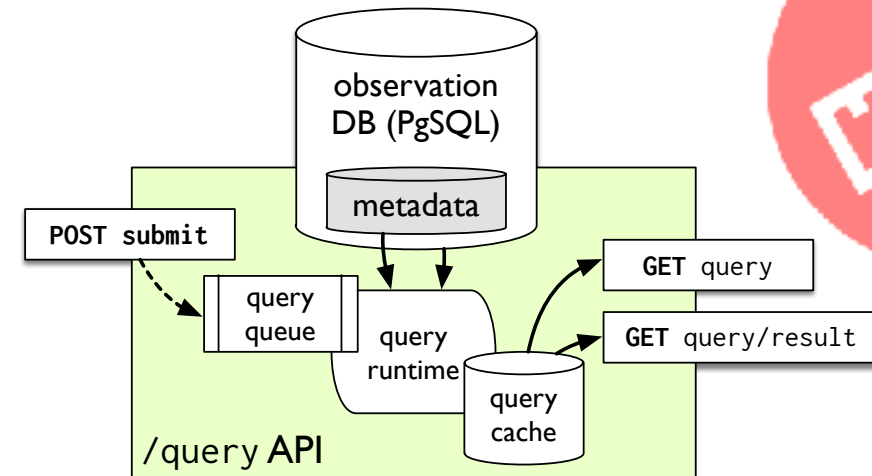 observation
DB (PgSQL)
metadata
POST submit
query
queue
query
runtime
query
cache
GET query
GET query/result
/query API